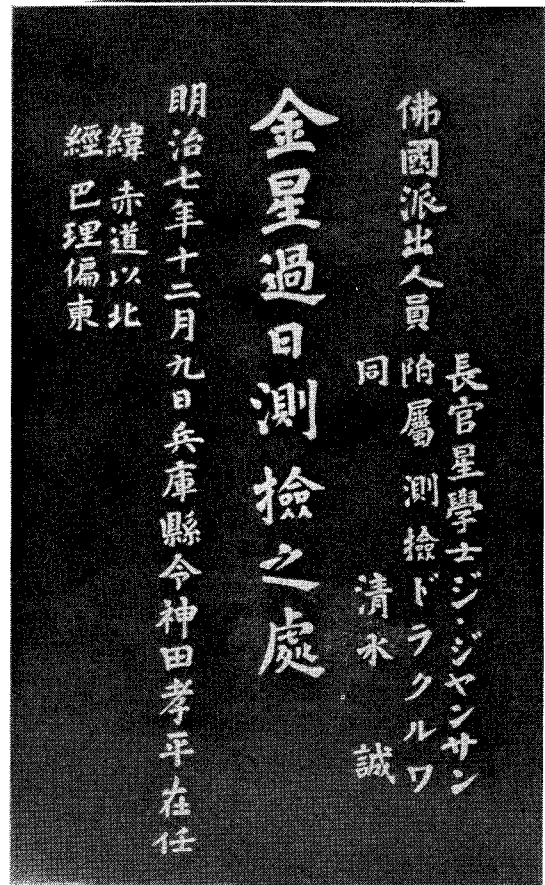 佛國派出人員
長官星學士ジ・ジヤンサン
附屬 測撿ドラクルワ
同 清水 誠
金星過日測撿之處
明治七年十二月九日兵庫縣令神田孝平在任
緯 赤道以北
經 巴理偏東